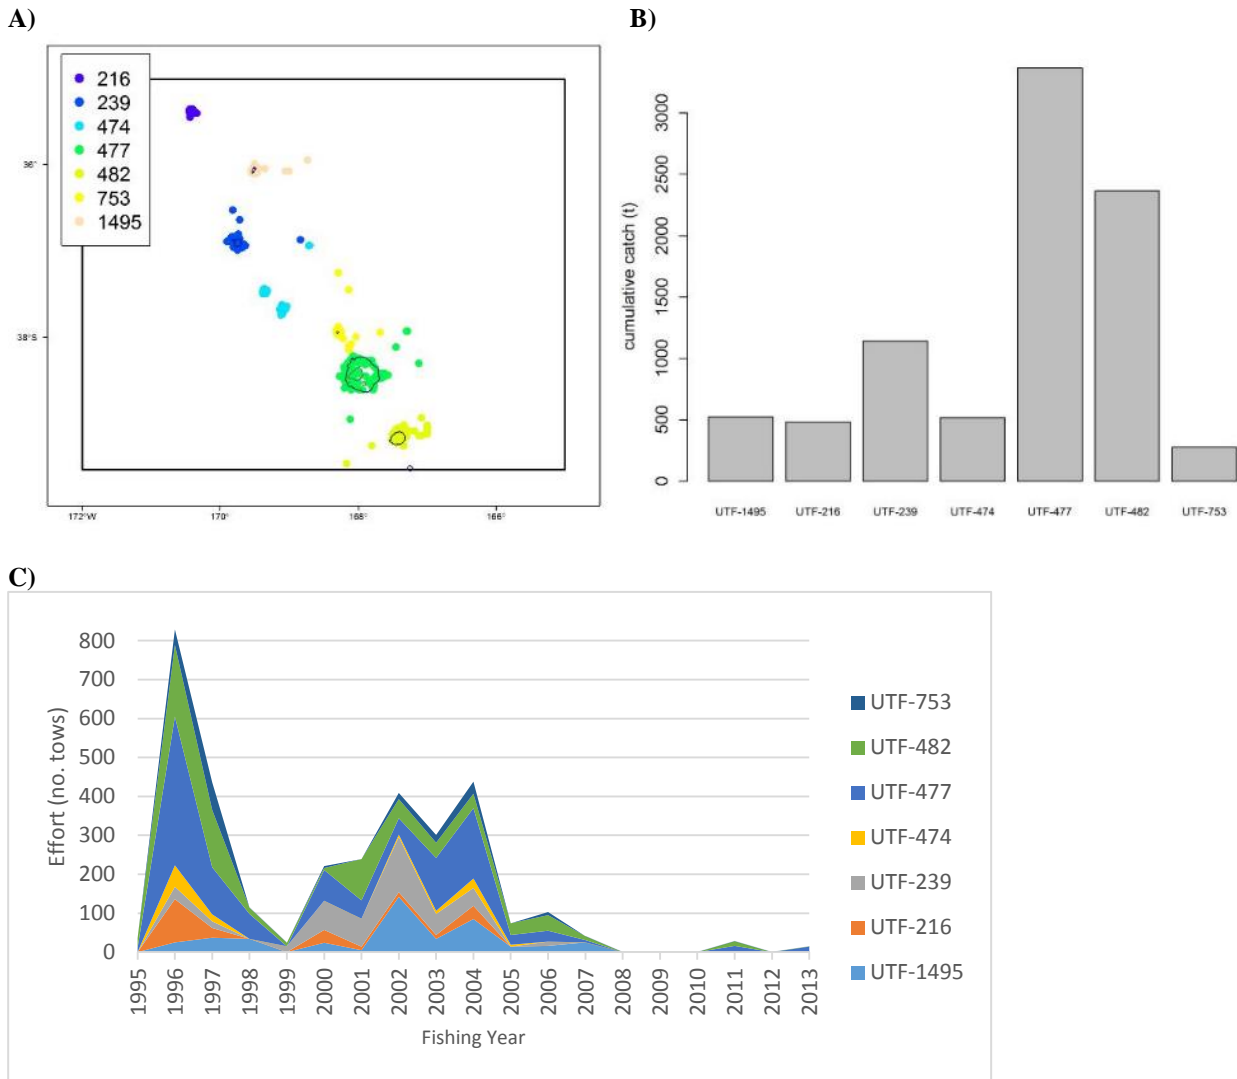 A)
216
239
474
477
482
753
1495
36°
38°S
172°W
170°
168°
166°
B)
cumulative catch (t)
3000
2500
2000
1500
1000
500
0
UTF-1495 UTF-216 UTF-239 UTF-474 UTF-477 UTF-482 UTF-753
C)
Effort (no. tows)
800
700
600
500
400
300
200
100
0
1995 1996 1997 1998 1999 2000 2001 2002 2003 2004 2005 2006 2007 2008 2009 2010 2011 2012 2013
Fishing Year
UTF-753
UTF-482
UTF-477
UTF-474
UTF-239
UTF-216
UTF-1495